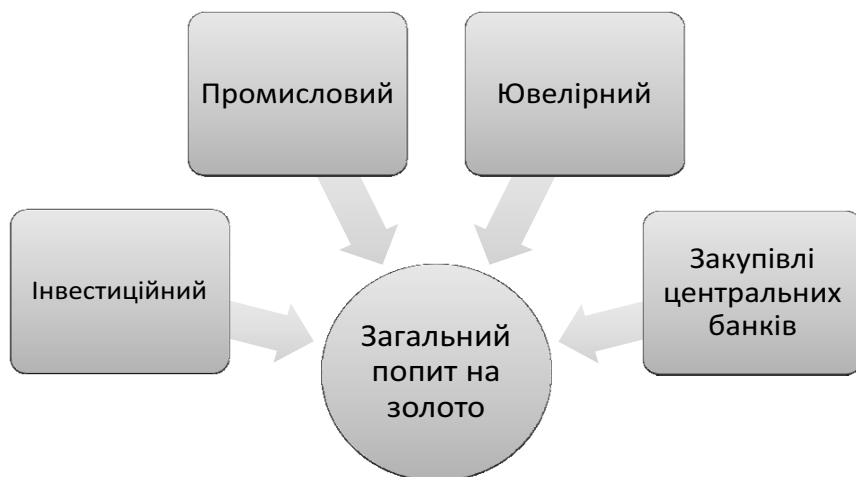 Промисловий
Ювелірний
Інвестиційний
Закупівлі
центральних
банків
Загальний
попит на
золото